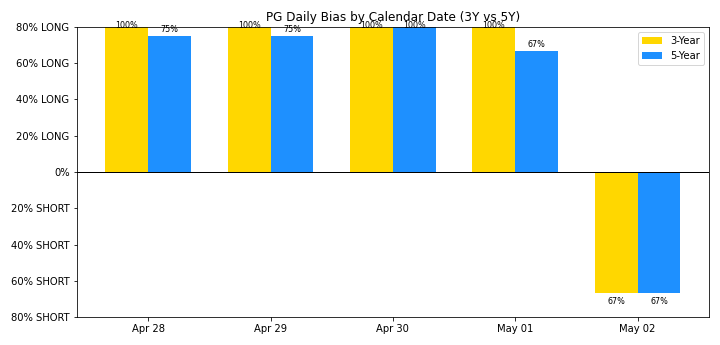 PG Daily Bias by Calendar Date (3Y vs 5Y)
80% LONG
60% LONG
40% LONG
20% LONG
0%
20% SHORT
40% SHORT
60% SHORT
80% SHORT
100%
75%
100%
75%
100%
100%
100%
67%
67%
67%
3-Year
5-Year
Apr 28
Apr 29
Apr 30
May 01
May 02